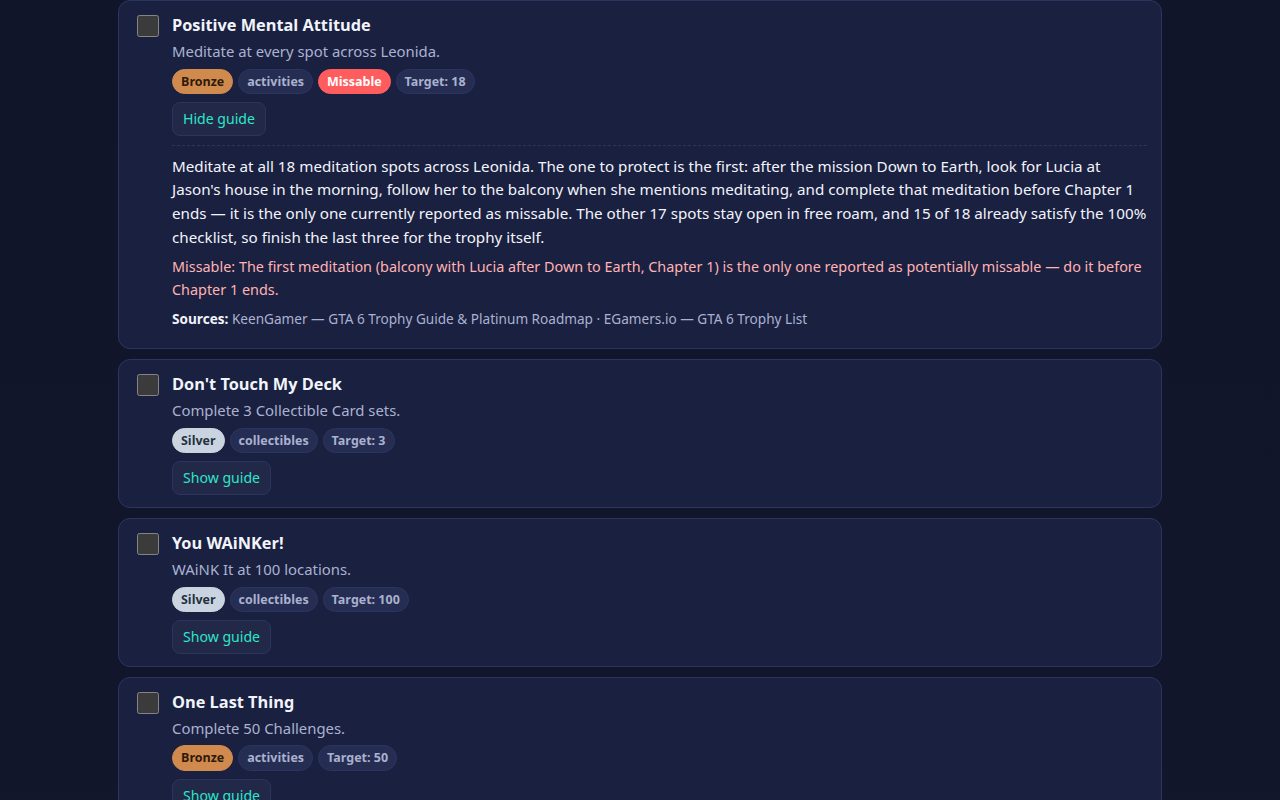 Positive Mental Attitude
Meditate at every spot across Leonida.
Bronze activities Missable Target: 18
Hide guide
Meditate at all 18 meditation spots across Leonida. The one to protect is the first: after the mission Down to Earth, look for Lucia at
Jason's house in the morning, follow her to the balcony when she mentions meditating, and complete that meditation before Chapter 1
ends — it is the only one currently reported as missable. The other 17 spots stay open in free roam, and 15 of 18 already satisfy the 100%
checklist, so finish the last three for the trophy itself.
Missable: The first meditation (balcony with Lucia after Down to Earth, Chapter 1) is the only one reported as potentially missable — do it before
Chapter 1 ends.
Sources: KeenGamer — GTA 6 Trophy Guide & Platinum Roadmap · EGamers.io — GTA 6 Trophy List
Don't Touch My Deck
Complete 3 Collectible Card sets.
Silver collectibles Target: 3
Show guide
You WAiNKer!
WAiNK It at 100 locations.
Silver collectibles Target: 100
Show guide
One Last Thing
Complete 50 Challenges.
Bronze activities Target: 50
Show guide